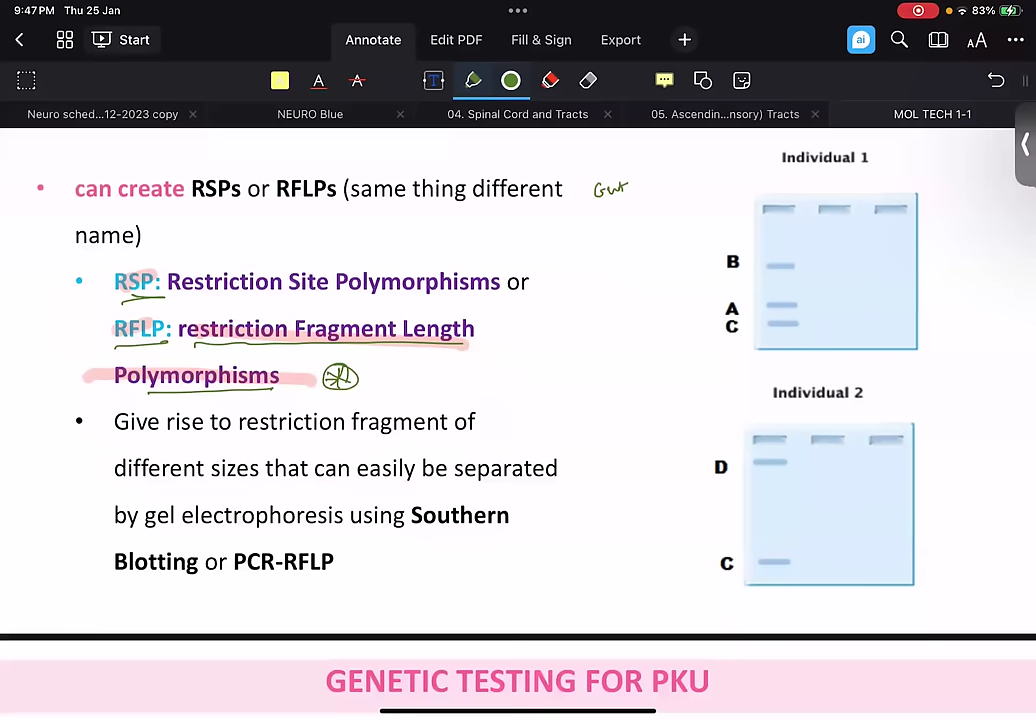 9:47 PM Thu 25 Jan
83%
Start
Annotate Edit PDF Fill & Sign Export
ai
AA
T A A
Neuro sched...12-2023 copy
NEURO Blue
04. Spinal Cord and Tracts
05. Ascendin...nsory) Tracts
MOL TECH 1-1
• can create RSPs or RFLPs (same thing different
name)
• RSP: Restriction Site Polymorphisms or
RFLP: restriction Fragment Length
Polymorphisms
• Give rise to restriction fragment of
different sizes that can easily be separated
by gel electrophoresis using Southern
Blotting or PCR-RFLP
Individual 1
B
A
C
Individual 2
D
C
GENETIC TESTING FOR PKU